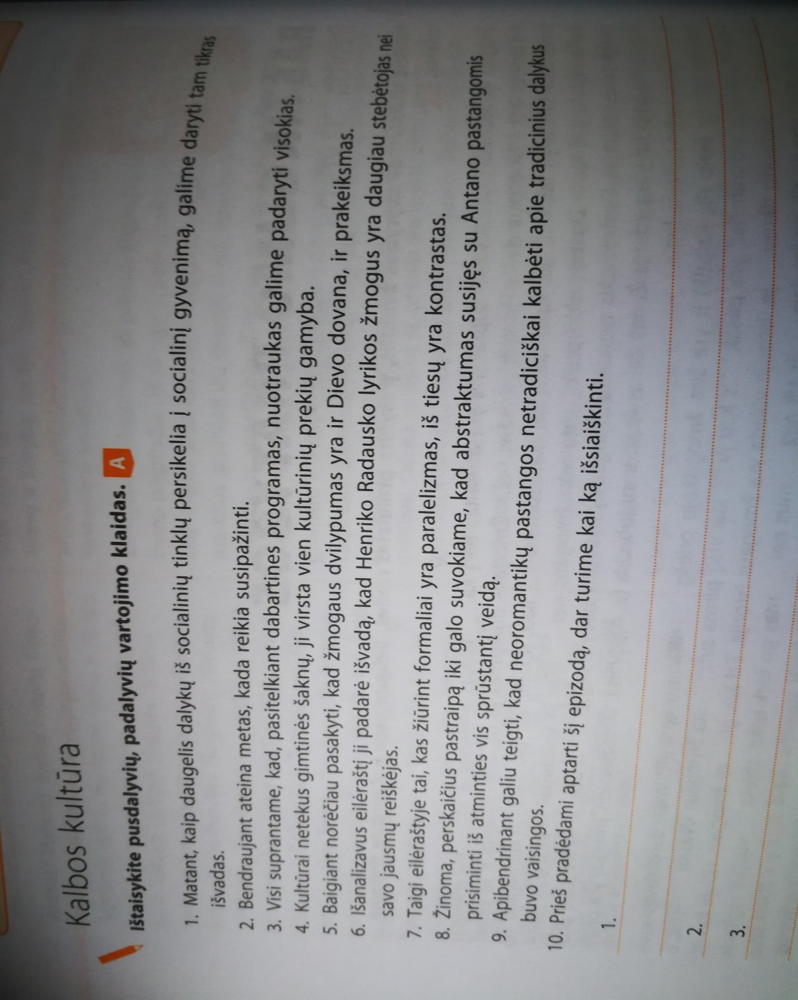 Kalbos kultūra
Ištaisykite pusdalyvių, padalyvių vartojimo klaidas. A
1. Matant, kaip daugelis dalykų iš socialinių tinklų persikelia į socialinį gyvenimą, galime daryti tam tikras
išvadas.
2. Bendraujant ateina metas, kada reikia susipažinti.
3. Visi suprantame, kad, pasitelkiant dabartines programas, nuotraukas galime padaryti visokias.
4. Kultūrai netekus gimtinės šaknų, ji virsta vien kultūrinių prekių gamyba.
5. Baigiant norėčiau pasakyti, kad žmogaus dvilypumas yra ir Dievo dovana, ir prakeiksmas.
6. Išanalizavus eilėraštį ji padarė išvadą, kad Henriko Radausko lyrikos žmogus yra daugiau stebėtojas nei
savo jausmų reiškėjas.
7. Taigi eilėraštyje tai, kas žiūrint formaliai yra paralelizmas, iš tiesų yra kontrastas.
8. Žinoma, perskaičius pastraipą iki galo suvokiame, kad abstraktumas susijęs su Antano pastangomis
prisiminti iš atminties vis sprūstantį veidą.
9. Apibendrinant galiu teigti, kad neoromantikų pastangos netradiciškai kalbėti apie tradicinius dalykus
buvo vaisingos.
10. Prieš pradėdami aptarti šį epizodą, dar turime kai ką išsiaiškinti.
1.
2.
3.